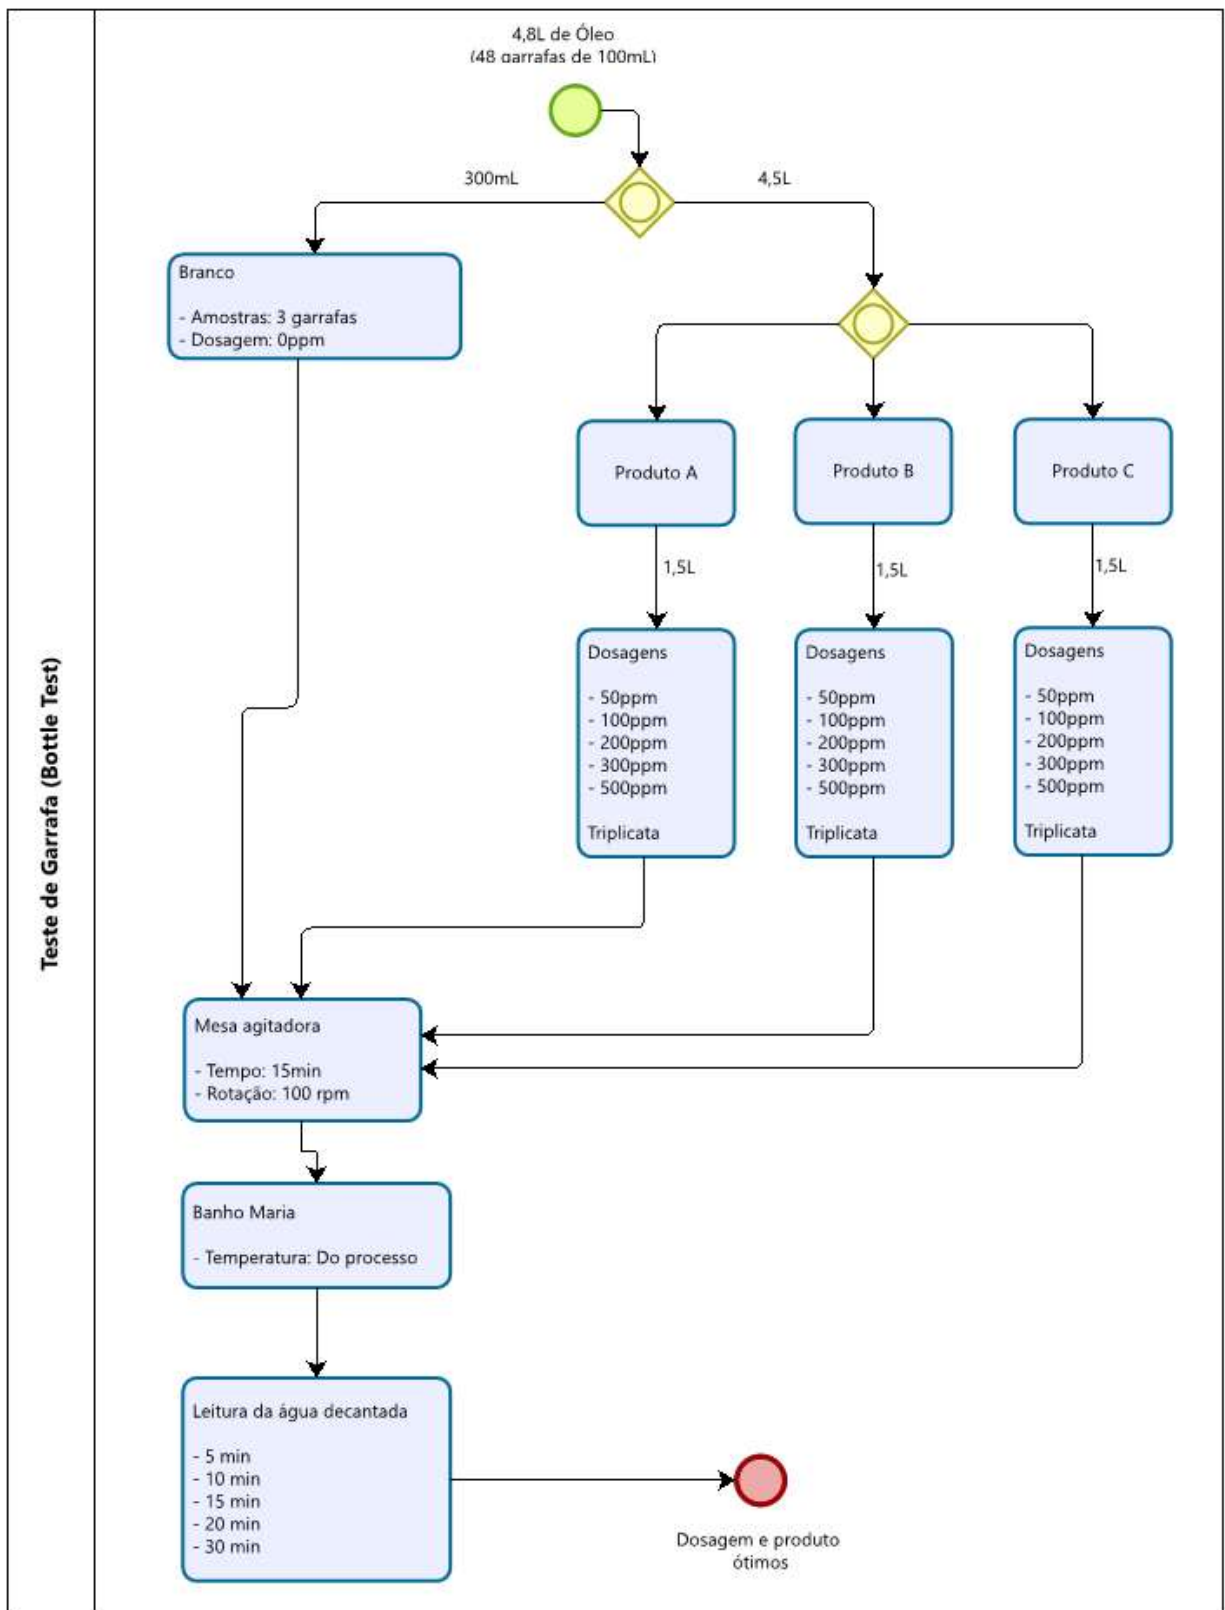 Teste de Garrafa (Bottle Test)
4,8L de Óleo
(48 garrafas de 100mL)
300mL
4,5L
Branco
- Amostras: 3 garrafas
- Dosagem: 0ppm
Produto A
Produto B
Produto C
1,5L
1,5L
1,5L
Dosagens
- 50ppm
- 100ppm
- 200ppm
- 300ppm
- 500ppm
Triplicata
Dosagens
- 50ppm
- 100ppm
- 200ppm
- 300ppm
- 500ppm
Triplicata
Dosagens
- 50ppm
- 100ppm
- 200ppm
- 300ppm
- 500ppm
Triplicata
Mesa agitadora
- Tempo: 15min
- Rotação: 100 rpm
Banho Maria
- Temperatura: Do processo
Leitura da água decantada
- 5 min
- 10 min
- 15 min
- 20 min
- 30 min
Dosagem e produto
ótimos